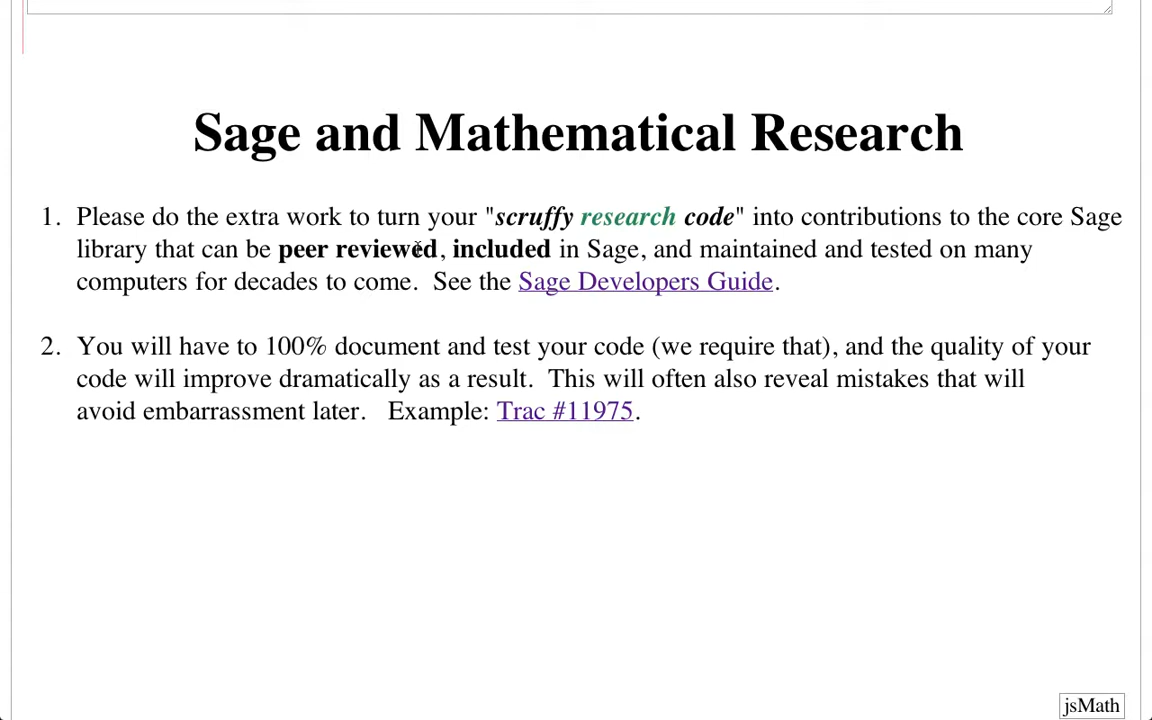 Sage and Mathematical Research
1. Please do the extra work to turn your "scruffy research code" into contributions to the core Sage
library that can be peer reviewed, included in Sage, and maintained and tested on many
computers for decades to come. See the Sage Developers Guide.
2. You will have to 100% document and test your code (we require that), and the quality of your
code will improve dramatically as a result. This will often also reveal mistakes that will
avoid embarrassment later. Example: Trac #11975.
jsMath